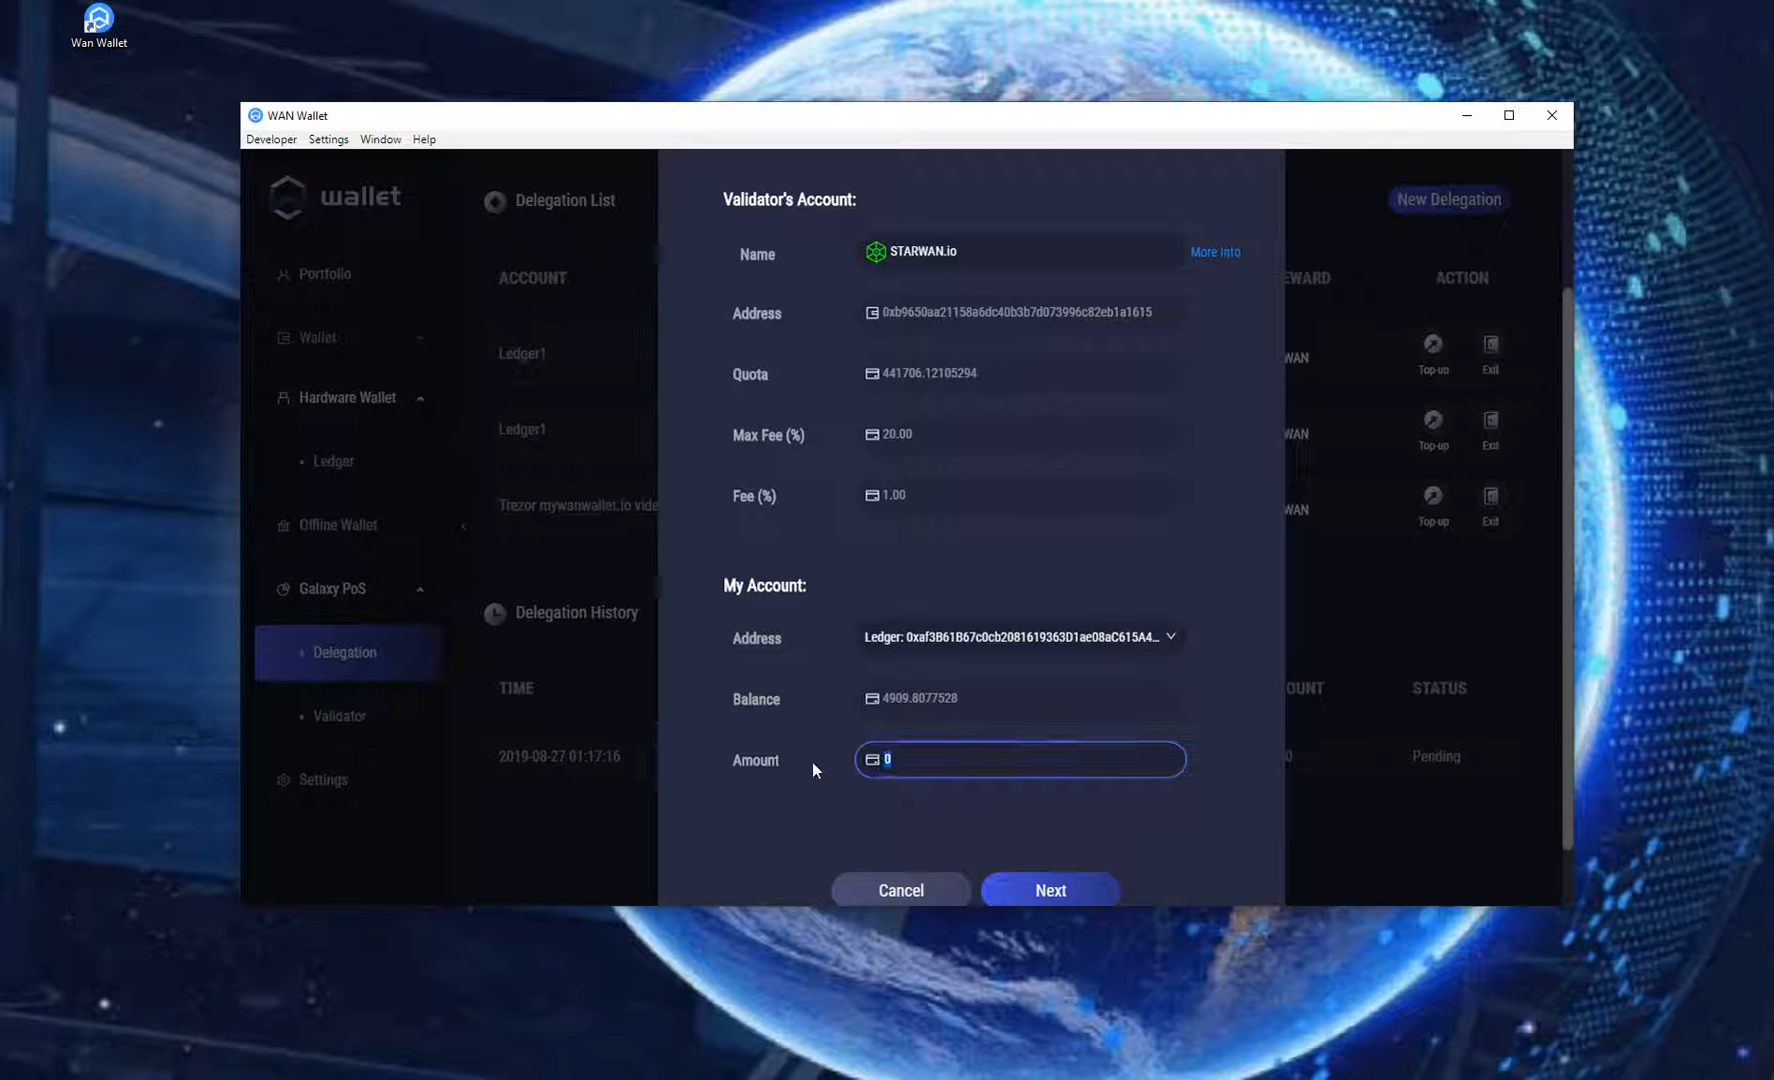 Wan Wallet
WAN Wallet
Developer Settings Window Help
wallet
Portfolio
Wallet
Hardware Wallet
Ledger
Offline Wallet
Galaxy PoS
Delegation
Validator
Settings
Delegation List
New Delegation
ACCOUNT
EWARD
ACTION
Ledger1
WAN
Top-up
Exit
Ledger1
WAN
Top-up
Exit
Trezor mywanwallet.io vide
WAN
Top-up
Exit
Delegation History
TIME
OUNT
STATUS
2019-08-27 01:17:16
0
Pending
Validator's Account:
Name STARWAN.io More Info
Address 0xb9650aa21158a6dc40b3b7d073996c82eb1a1615
Quota 441706.12105294
Max Fee (%) 20.00
Fee (%) 1.00
My Account:
Address Ledger: 0xaf3B61B67c0cb2081619363D1ae08aC615A4...
Balance 4909.8077528
Amount 0
Cancel Next